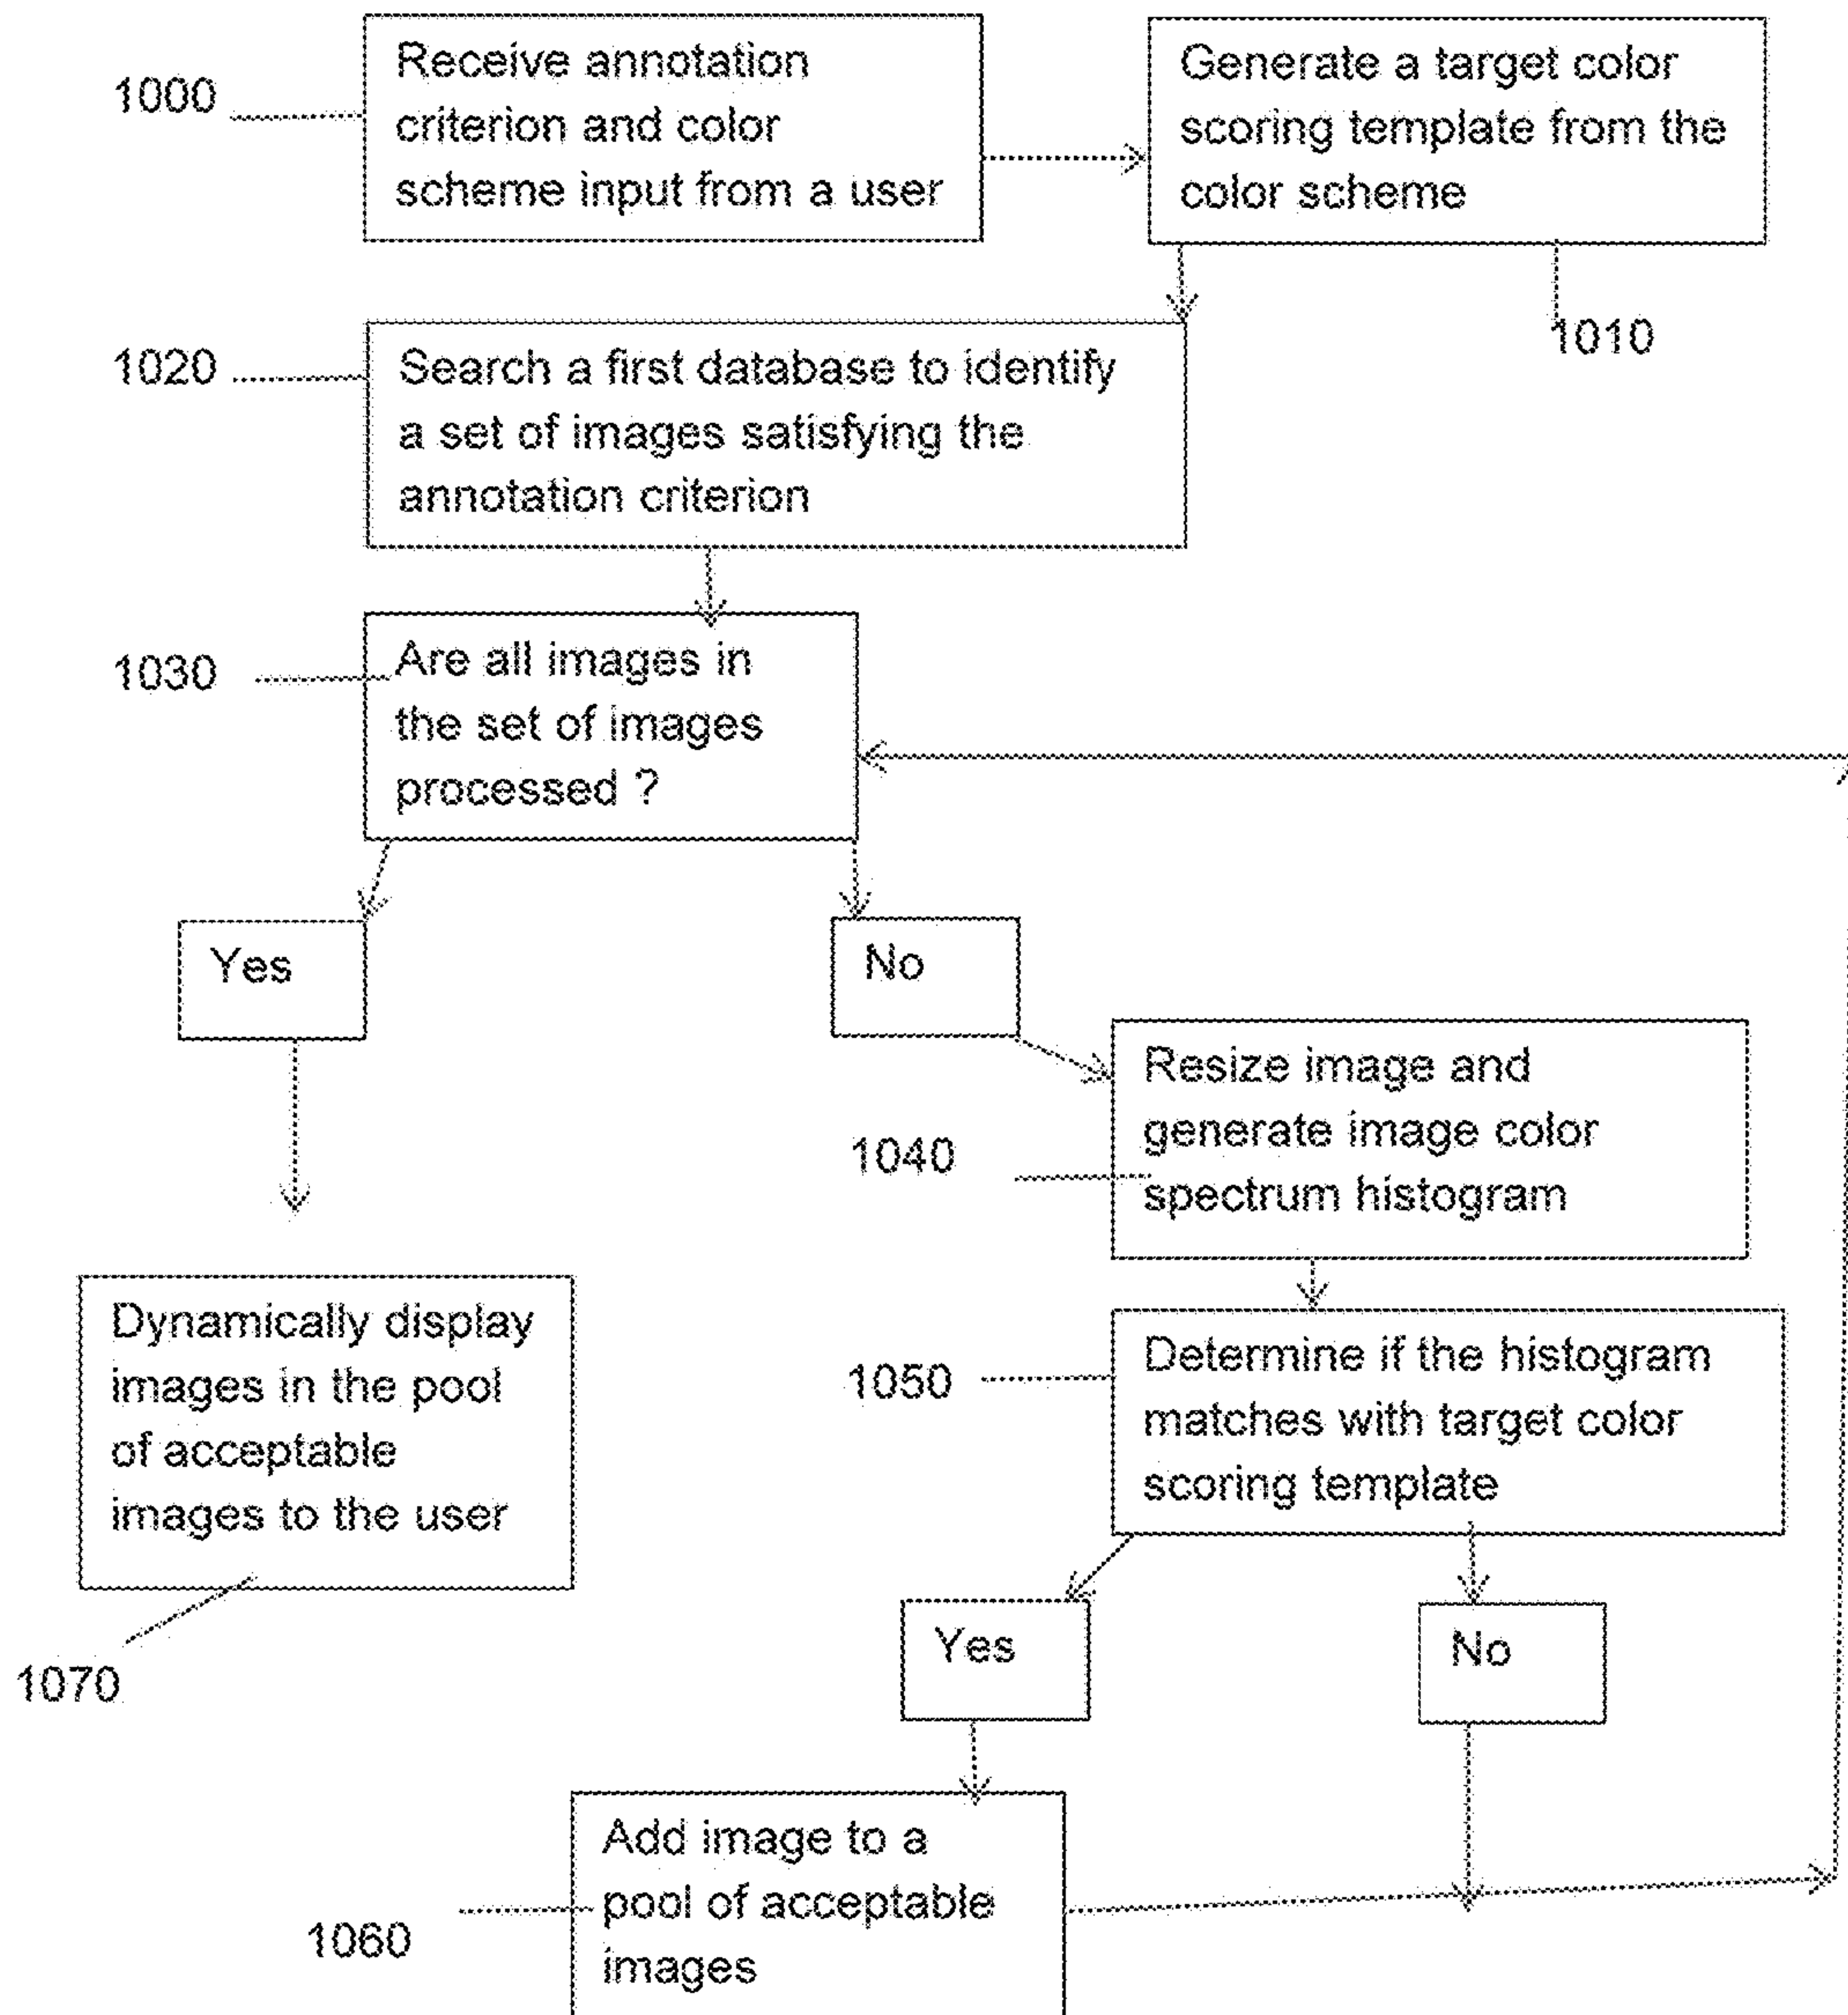 1000
Receive annotation
criterion and color
scheme input from a user
Generate a target color
scoring template from the
color scheme
1010
1020
Search a first database to identify
a set of images satisfying the
annotation criterion
1030
Are all images in
the set of images
processed ?
Yes
No
1040
Resize image and
generate image color
spectrum histogram
Dynamically display
images in the pool
of acceptable
images to the user
1070
1050
Determine if the histogram
matches with target color
scoring template
Yes
No
1060
Add image to a
pool of acceptable
images